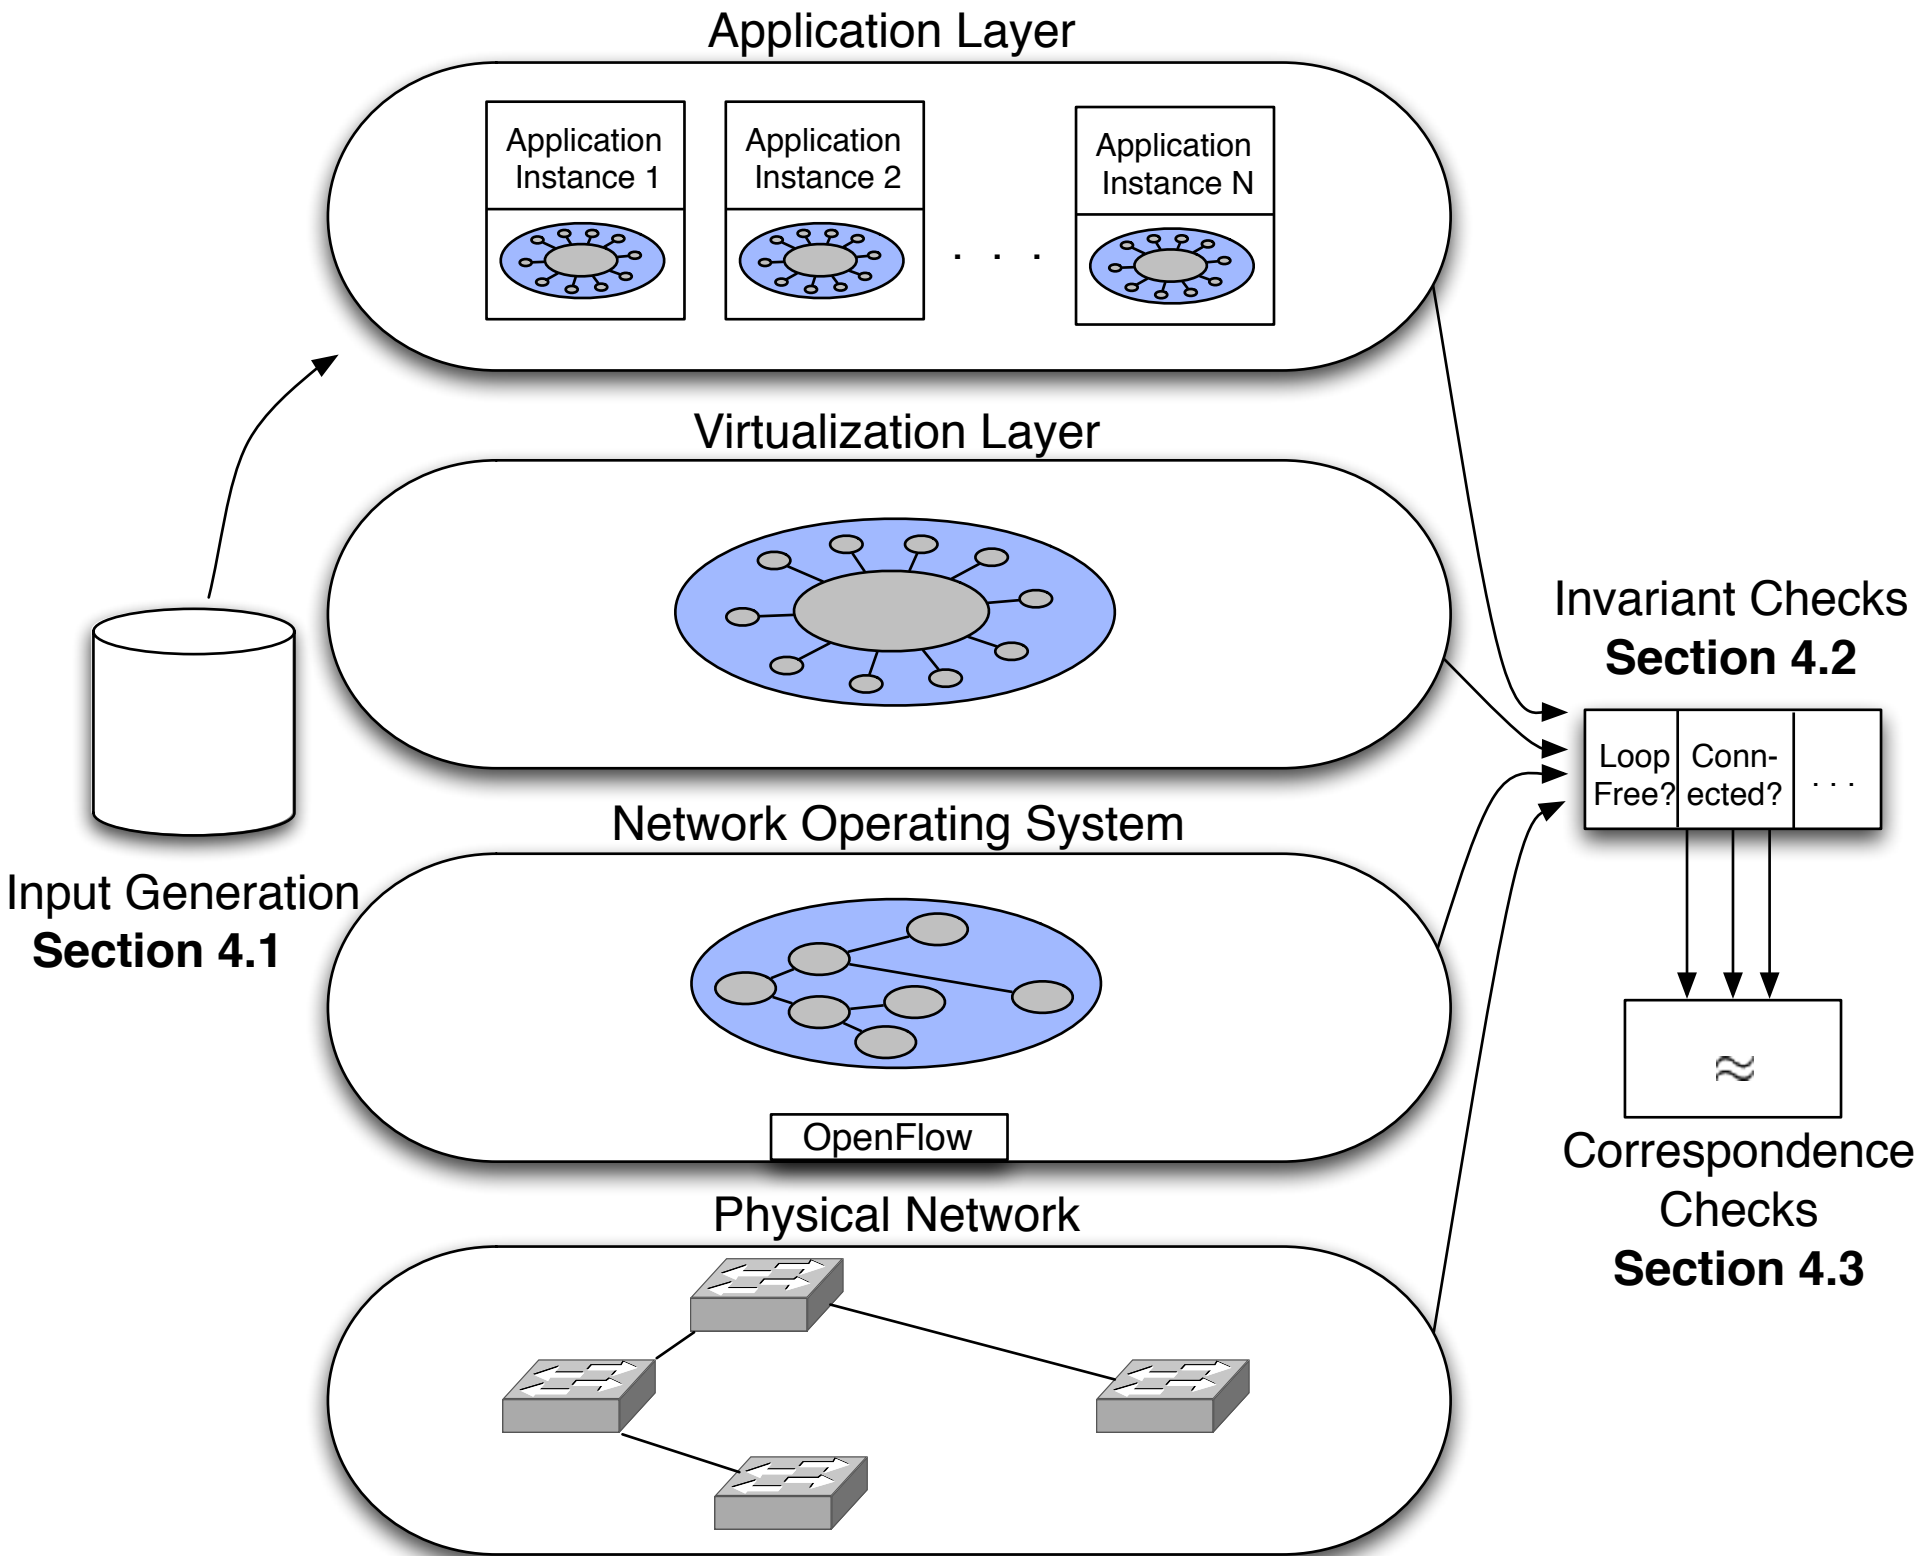 Application Layer
Application
Instance 1
Application
Instance 2
. . .
Application
Instance N
Virtualization Layer
Input Generation
Section 4.1
Network Operating System
OpenFlow
Physical Network
Invariant Checks
Section 4.2
Loop
Free?
Conn-
ected?
. . .
≈
Correspondence
Checks
Section 4.3